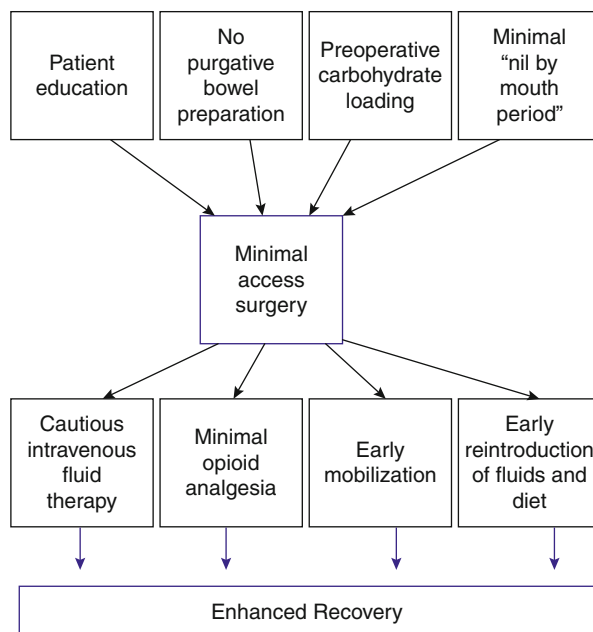 Patient
education
No
purgative
bowel
preparation
Preoperative
carbohydrate
loading
Minimal
“nil by
mouth
period”
Minimal
access
surgery
Cautious
intravenous
fluid
therapy
Minimal
opioid
analgesia
Early
mobilization
Early
reintroduction
of fluids and
diet
Enhanced Recovery